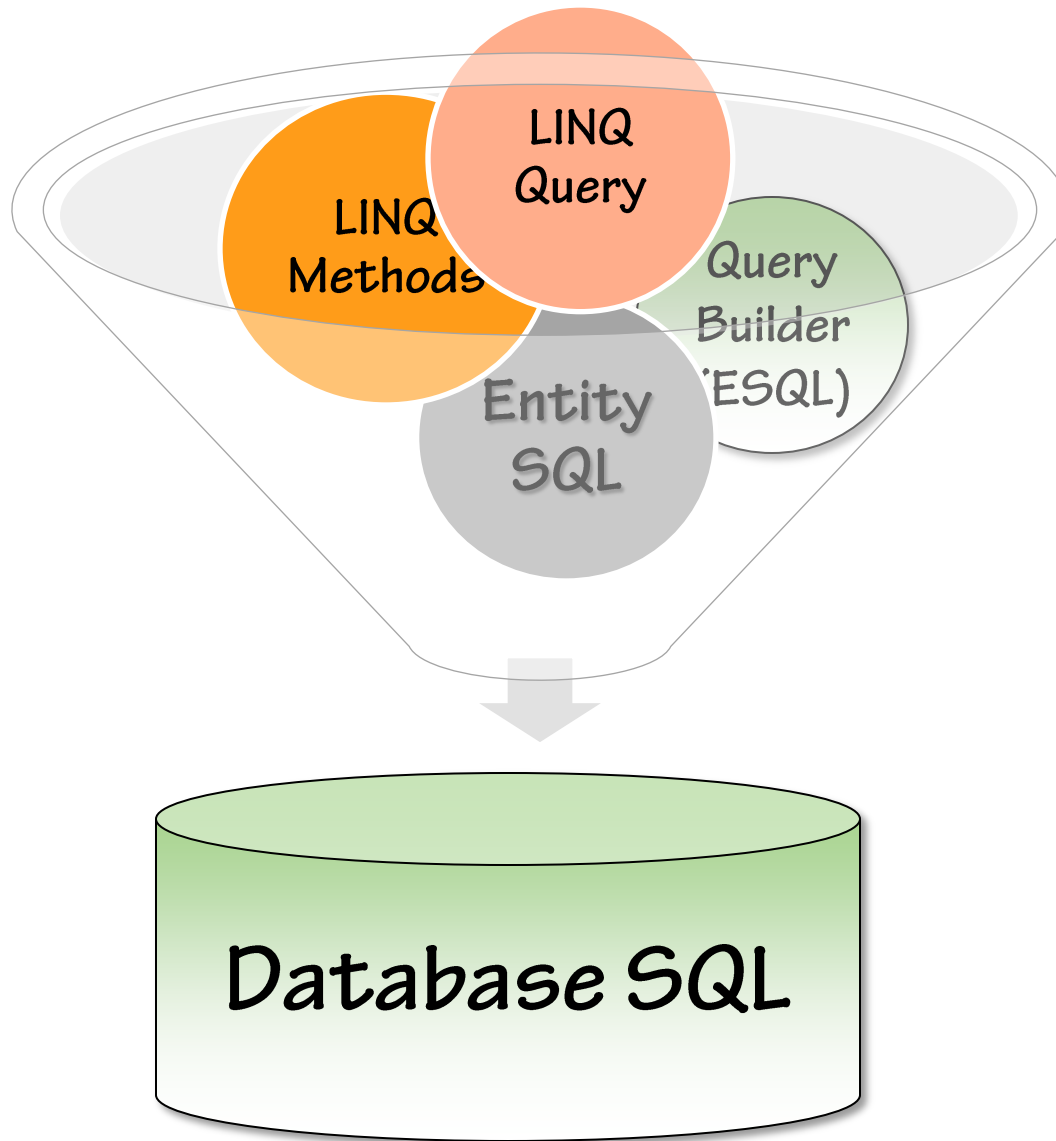 LINQ
Query
LINQ
Methods
Query
Builder
(ESQL)
Entity
SQL
Database SQL